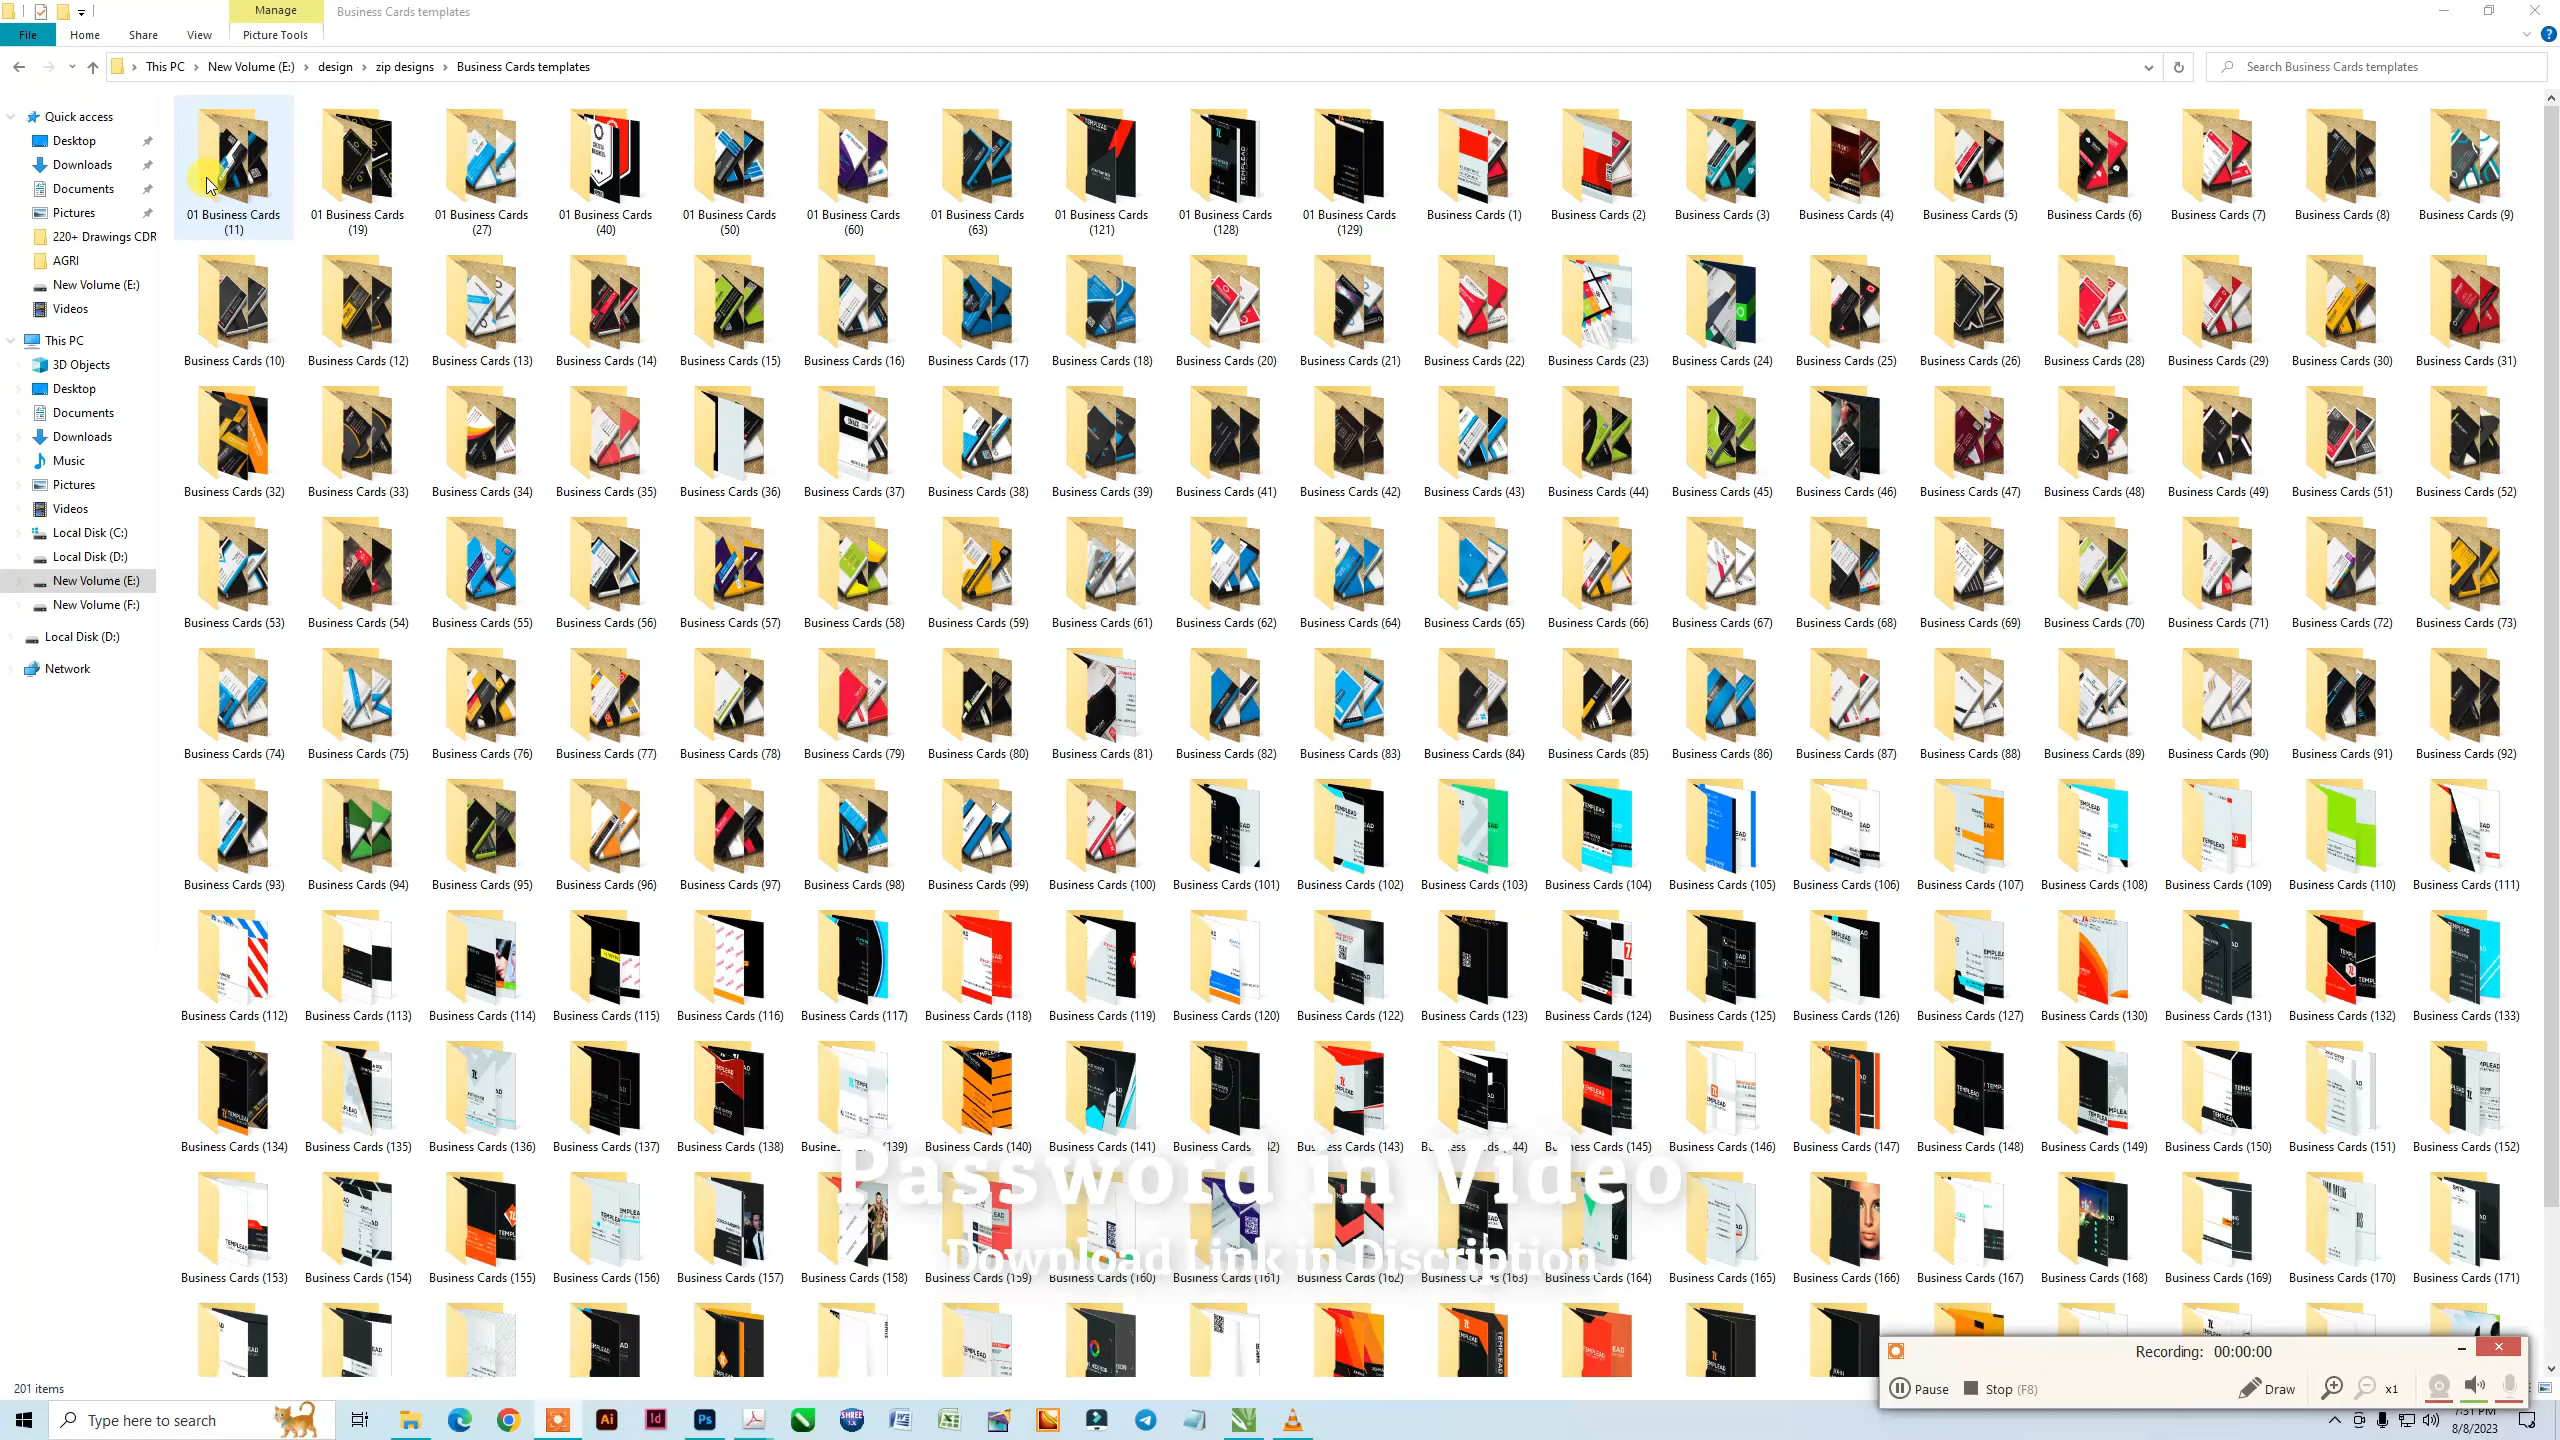 Manage
Business Cards templates
File
Home
Share
View
Picture Tools
This PC
New Volume (E:)
design
zip designs
Business Cards templates
Search Business Cards templates
Quick access
Desktop
Downloads
Documents
Pictures
220+ Drawings CDR
AGRI
New Volume (E:)
Videos
This PC
3D Objects
Desktop
Documents
Downloads
Music
Pictures
Videos
Local Disk (C:)
Local Disk (D:)
New Volume (E:)
New Volume (F:)
Local Disk (D:)
Network
01 Business Cards (11)
01 Business Cards (19)
01 Business Cards (27)
01 Business Cards (40)
01 Business Cards (50)
01 Business Cards (60)
01 Business Cards (63)
01 Business Cards (121)
01 Business Cards (128)
01 Business Cards (129)
Business Cards (1)
Business Cards (2)
Business Cards (3)
Business Cards (4)
Business Cards (5)
Business Cards (6)
Business Cards (7)
Business Cards (8)
Business Cards (9)
Business Cards (10)
Business Cards (12)
Business Cards (13)
Business Cards (14)
Business Cards (15)
Business Cards (16)
Business Cards (17)
Business Cards (18)
Business Cards (20)
Business Cards (21)
Business Cards (22)
Business Cards (23)
Business Cards (24)
Business Cards (25)
Business Cards (26)
Business Cards (28)
Business Cards (29)
Business Cards (30)
Business Cards (31)
Business Cards (32)
Business Cards (33)
Business Cards (34)
Business Cards (35)
Business Cards (36)
Business Cards (37)
Business Cards (38)
Business Cards (39)
Business Cards (41)
Business Cards (42)
Business Cards (43)
Business Cards (44)
Business Cards (45)
Business Cards (46)
Business Cards (47)
Business Cards (48)
Business Cards (49)
Business Cards (51)
Business Cards (52)
Business Cards (53)
Business Cards (54)
Business Cards (55)
Business Cards (56)
Business Cards (57)
Business Cards (58)
Business Cards (59)
Business Cards (61)
Business Cards (62)
Business Cards (64)
Business Cards (65)
Business Cards (66)
Business Cards (67)
Business Cards (68)
Business Cards (69)
Business Cards (70)
Business Cards (71)
Business Cards (72)
Business Cards (73)
Business Cards (74)
Business Cards (75)
Business Cards (76)
Business Cards (77)
Business Cards (78)
Business Cards (79)
Business Cards (80)
Business Cards (81)
Business Cards (82)
Business Cards (83)
Business Cards (84)
Business Cards (85)
Business Cards (86)
Business Cards (87)
Business Cards (88)
Business Cards (89)
Business Cards (90)
Business Cards (91)
Business Cards (92)
Business Cards (93)
Business Cards (94)
Business Cards (95)
Business Cards (96)
Business Cards (97)
Business Cards (98)
Business Cards (99)
Business Cards (100)
Business Cards (101)
Business Cards (102)
Business Cards (103)
Business Cards (104)
Business Cards (105)
Business Cards (106)
Business Cards (107)
Business Cards (108)
Business Cards (109)
Business Cards (110)
Business Cards (111)
Business Cards (112)
Business Cards (113)
Business Cards (114)
Business Cards (115)
Business Cards (116)
Business Cards (117)
Business Cards (118)
Business Cards (119)
Business Cards (120)
Business Cards (122)
Business Cards (123)
Business Cards (124)
Business Cards (125)
Business Cards (126)
Business Cards (127)
Business Cards (130)
Business Cards (131)
Business Cards (132)
Business Cards (133)
Business Cards (134)
Business Cards (135)
Business Cards (136)
Business Cards (137)
Business Cards (138)
Business Cards (139)
Business Cards (140)
Business Cards (141)
Business Cards
Business Cards (143)
Business Cards
Business Cards (145)
Business Cards (146)
Business Cards (147)
Business Cards (148)
Business Cards (149)
Business Cards (150)
Business Cards (151)
Business Cards (152)
Password in Video
Download Link in Discription
Business Cards (153)
Business Cards (154)
Business Cards (155)
Business Cards (156)
Business Cards (157)
Business Cards (158)
Business Cards (159)
Business Cards (160)
Business Cards (161)
Business Cards (162)
Business Cards (163)
Business Cards (164)
Business Cards (165)
Business Cards (166)
Business Cards (167)
Business Cards (168)
Business Cards (169)
Business Cards (170)
Business Cards (171)
201 items
Recording: 00:00:00
Pause
Stop (F8)
Draw
x1
Type here to search
7:31 PM
8/8/2023